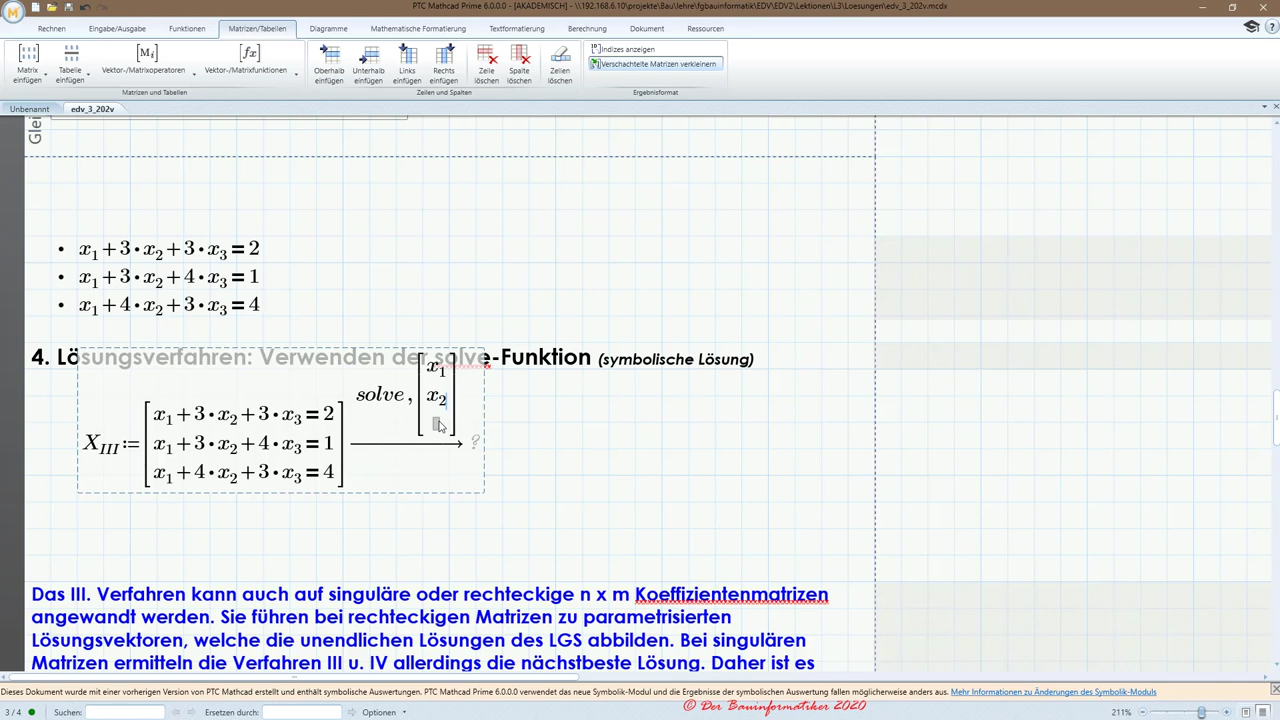 PTC Mathcad Prime 6.0.0.0 - [AKADEMISCH] - \\192.168.6.10\projekte\Bau\lehre\fgbauinformatik\EDV\EDV2\Lektionen\L3\Loesungen\edv_3_202v.mcdx
Rechnen Eingabe/Ausgabe Funktionen Matrizen/Tabellen Diagramme Mathematische Formatierung Textformatierung Berechnung Dokument Ressourcen
Matrix einfügen
Tabelle einfügen
Vektor-/Matrixoperatoren
Vektor-/Matrixfunktionen
Oberhalb einfügen
Unterhalb einfügen
Links einfügen
Rechts einfügen
Zeile löschen
Spalte löschen
Zeilen löschen
Indizes anzeigen
Verschachtelte Matrizen verkleinern
Matrizen und Tabellen
Zeilen und Spalten
Ergebnisformat
Unbenannt edv_3_202v
Glei
• x₁+3·x₂+3·x₃=2
• x₁+3·x₂+4·x₃=1
• x₁+4·x₂+3·x₃=4
4. Lösungsverfahren: Verwenden der solve-Funktion (symbolische Lösung)
solve, [x₁ x₂]
X_III := [x₁+3·x₂+3·x₃=2
x₁+3·x₂+4·x₃=1
x₁+4·x₂+3·x₃=4] → ?
Das III. Verfahren kann auch auf singuläre oder rechteckige n x m Koeffizientenmatrizen
angewandt werden. Sie führen bei rechteckigen Matrizen zu parametrisierten
Lösungsvektoren, welche die unendlichen Lösungen des LGS abbilden. Bei singulären
Matrizen ermitteln die Verfahren III u. IV allerdings die nächstbeste Lösung. Daher ist es
Dieses Dokument wurde mit einer vorherigen Version von PTC Mathcad erstellt und enthält symbolische Auswertungen. PTC Mathcad Prime 6.0.0.0 verwendet das neue Symbolik-Modul und die Ergebnisse der symbolischen Auswertung fallen möglicherweise anders aus. Mehr Informationen zu Änderungen des Symbolik-Moduls
3 / 4 Suchen: Ersetzen durch: Optionen 211%
© Der Bauinformatiker 2020